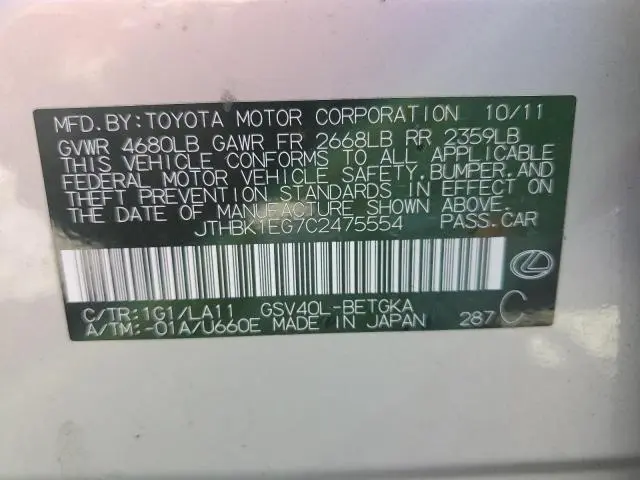 MFD.BY:TOYOTA MOTOR CORPORATION 10/11
GVWR 4680LB GAWR FR 2668LB RR 2359LB
THIS VEHICLE CONFORMS TO ALL APPLICABLE
FEDERAL MOTOR VEHICLE SAFETY,BUMPER,AND
THEFT PREVENTION STANDARDS IN EFFECT ON
THE DATE OF MANUFACTURE SHOWN ABOVE.
JTHBK1EG7C2475554 PASS.CAR
C/TR:1G1/LA11 GSV40L-BETGKA
A/TM:-01A/U660E MADE IN JAPAN 287 C